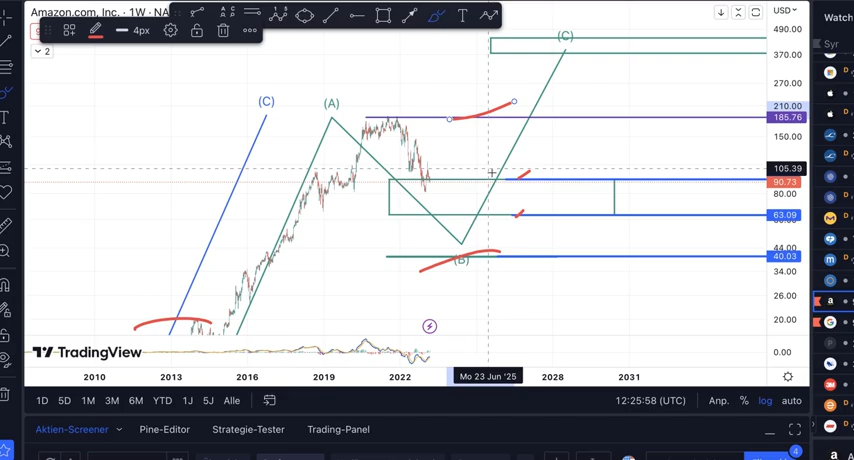 Amazon.com, Inc. · 1W · NA
USD
Watch
4px
Syr
2
(C)
(A)
(C)
(B)
490.00
370.00
270.00
210.00
185.76
150.00
105.39
90.73
80.00
63.09
44.00
40.03
34.00
26.00
20.00
0.00
TradingView
2010
2013
2016
2019
2022
Mo 23 Jun '25
2028
2031
1D 5D 1M 3M 6M YTD 1J 5J Alle
12:25:58 (UTC)
Anp. % log auto
Aktien-Screener
Pine-Editor
Strategie-Tester
Trading-Panel
4